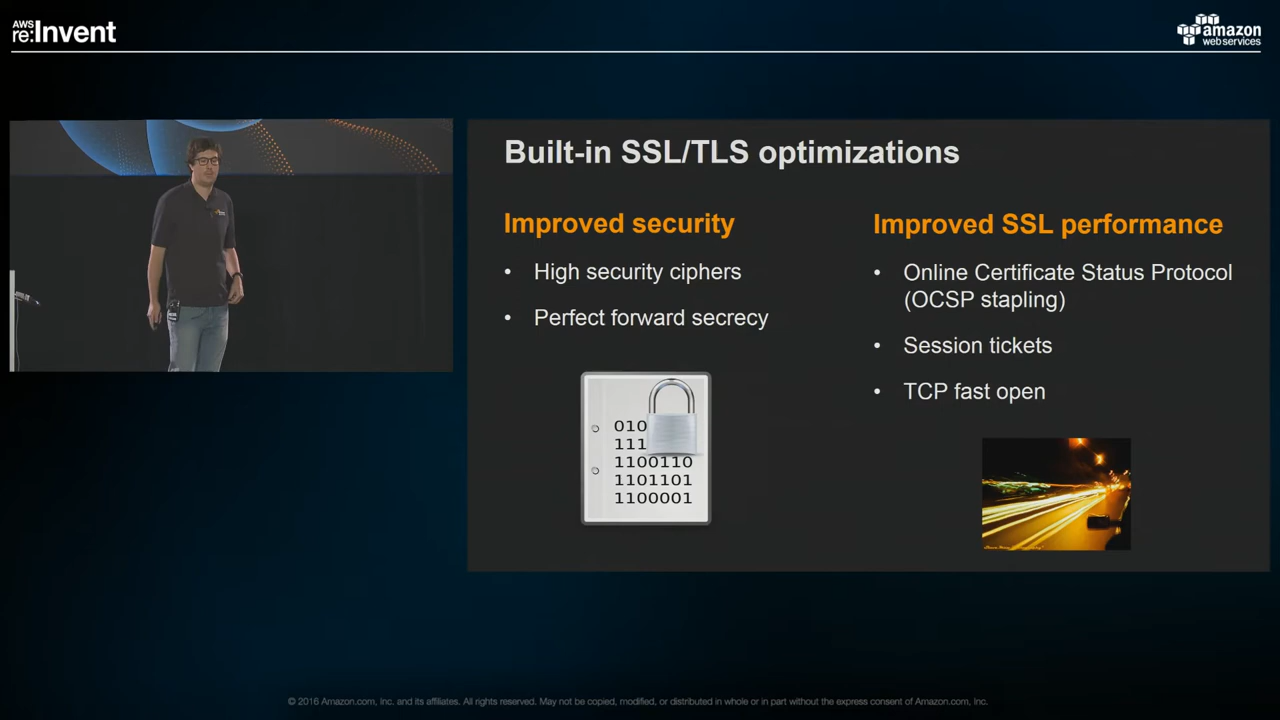 AWS
re:Invent
amazon
web services
Built-in SSL/TLS optimizations
Improved security
• High security ciphers
• Perfect forward secrecy
010
111
1100110
1101101
1100001
Improved SSL performance
• Online Certificate Status Protocol
(OCSP stapling)
• Session tickets
• TCP fast open
© 2016 Amazon.com, Inc. and its affiliates. All rights reserved. May not be copied, modified, or distributed in whole or in part without the express consent of Amazon.com, Inc.